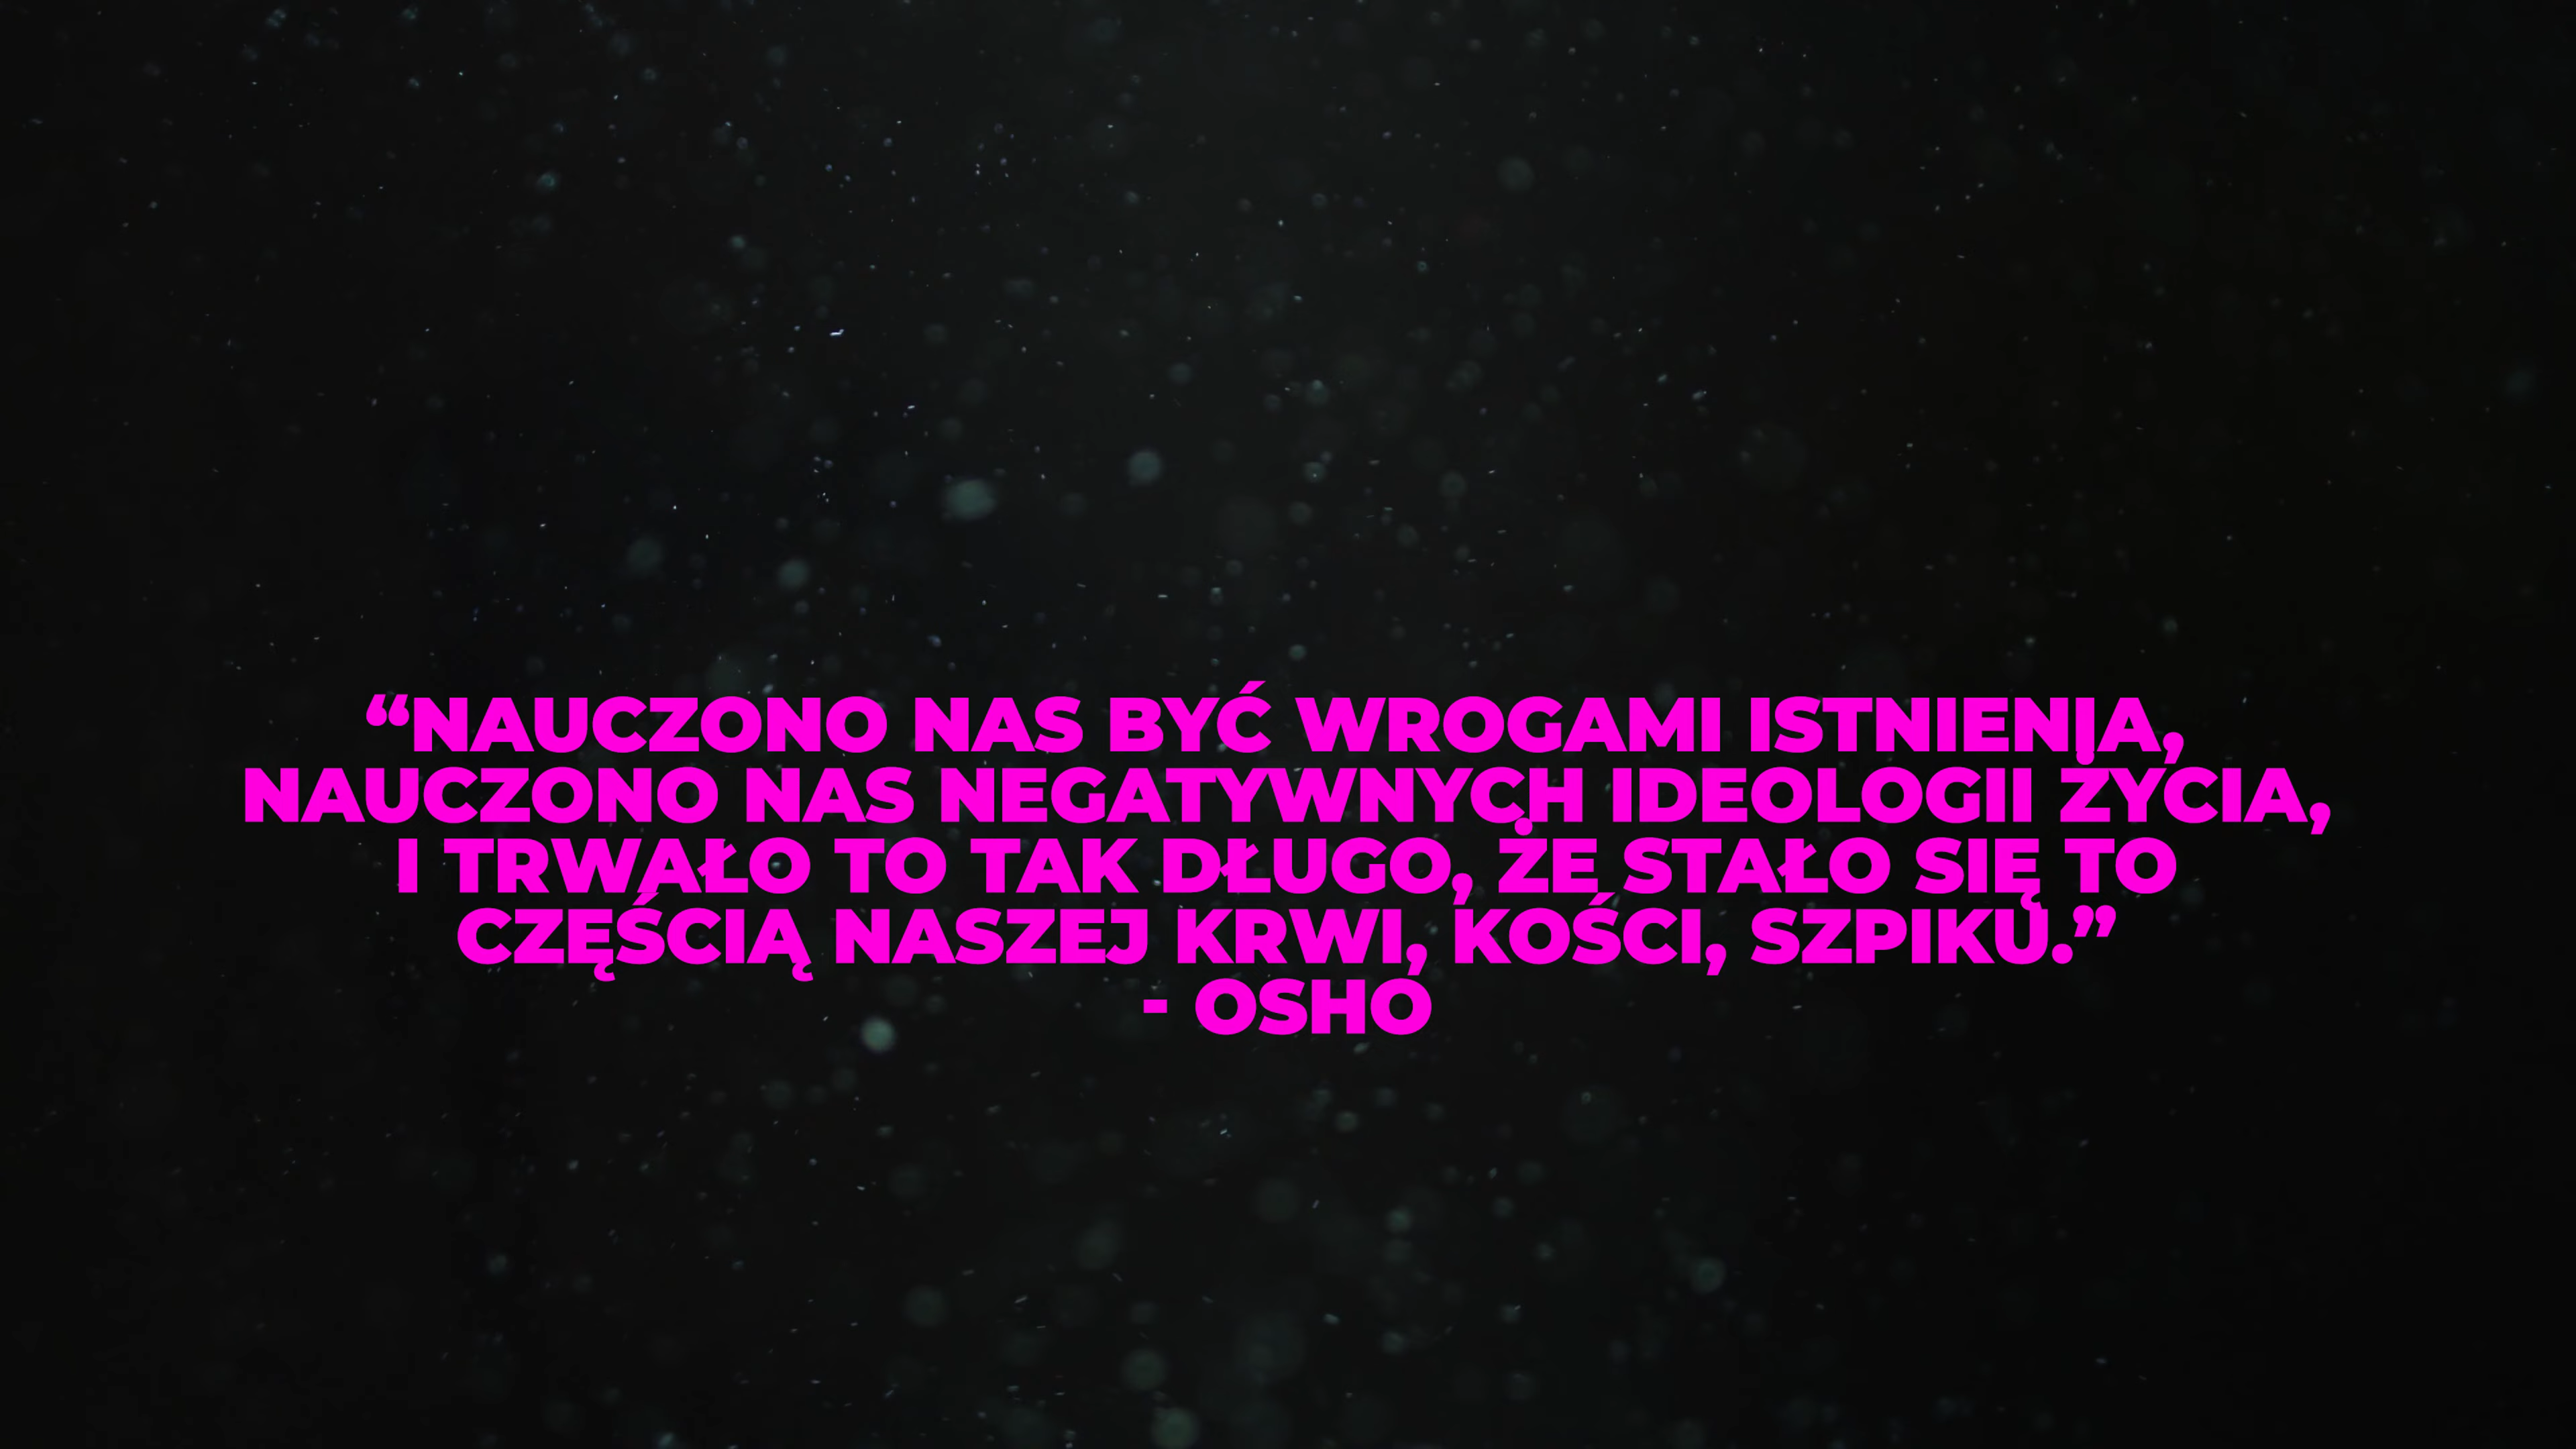 “NAUCZONO NAS BYĆ WROGAMI ISTNIENIA,
NAUCZONO NAS NEGATYWNYCH IDEOLOGII ŻYCIA,
I TRWAŁO TO TAK DŁUGO, ŻE STAŁO SIĘ TO
CZĘŚCIĄ NASZEJ KRWI, KOŚCI, SZPIKU.”
- OSHO